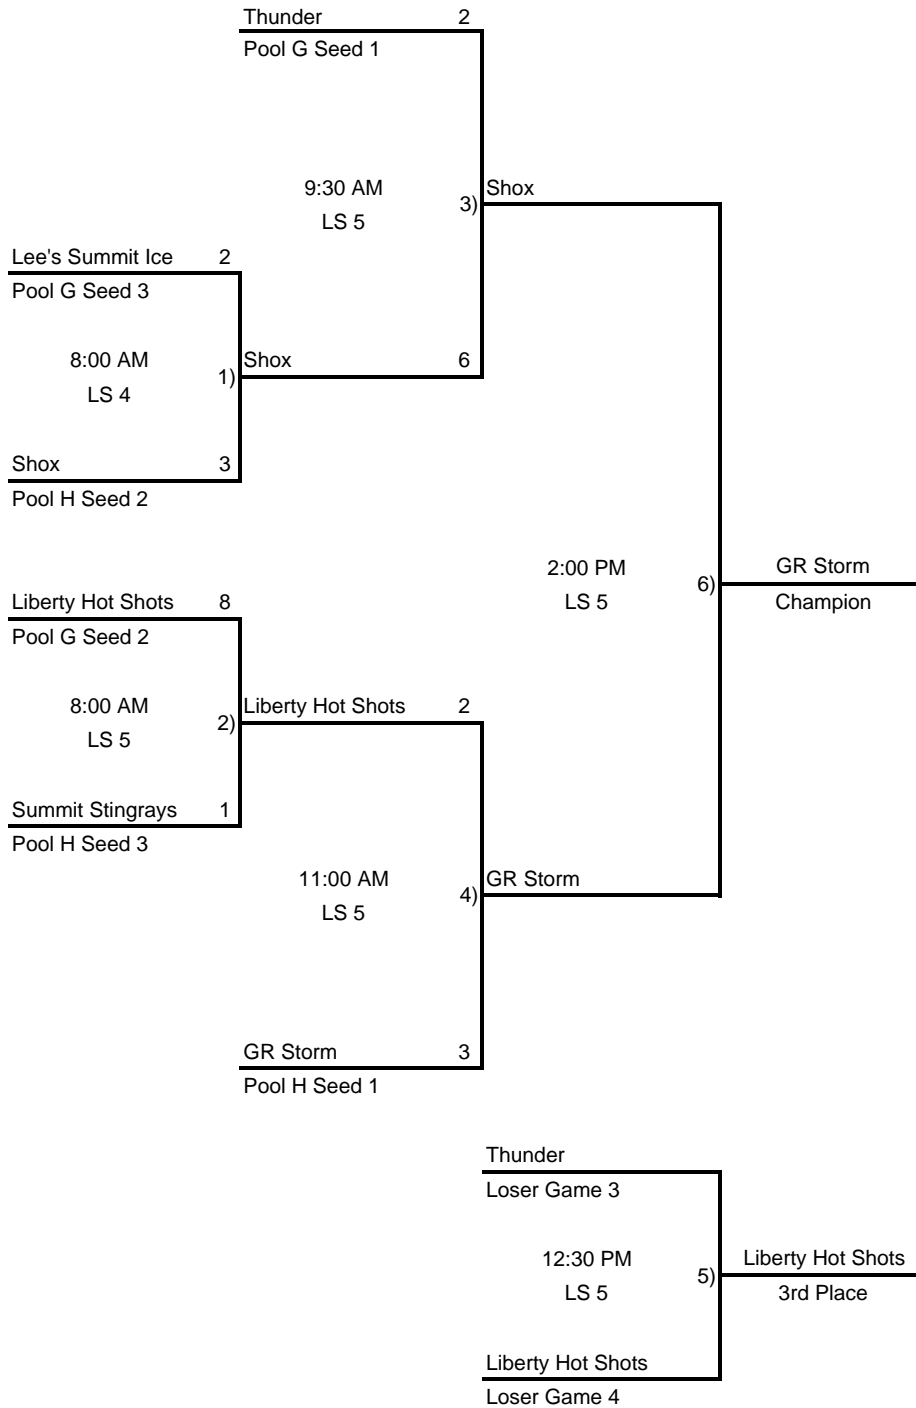 Thunder 2
Pool G Seed 1
9:30 AM
LS 5
3) Shox
Lee's Summit Ice 2
Pool G Seed 3
8:00 AM
LS 4
1) Shox 6
Shox 3
Pool H Seed 2
2:00 PM
LS 5
6) GR Storm
Champion
Liberty Hot Shots 8
Pool G Seed 2
8:00 AM
LS 5
2) Liberty Hot Shots 2
Summit Stingrays 1
Pool H Seed 3
11:00 AM
LS 5
4) GR Storm
GR Storm 3
Pool H Seed 1
Thunder
Loser Game 3
12:30 PM
LS 5
5) Liberty Hot Shots
3rd Place
Liberty Hot Shots
Loser Game 4